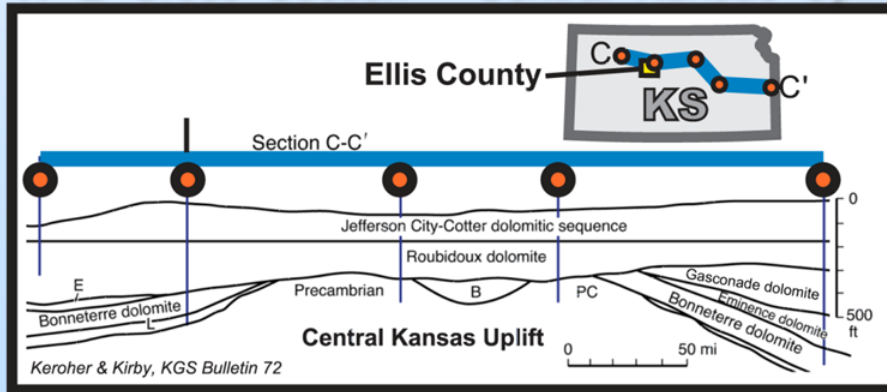 C
Ellis County
C'
KS
Section C-C'
0
Jefferson City-Cotter dolomitic sequence
Roubidoux dolomite
E
Gasconade dolomite
Precambrian
B
PC
Bonneterre dolomite
Eminence dolomite
500
ft
L
Bonneterre dolomite
Central Kansas Uplift
0
50 mi
Keroher & Kirby, KGS Bulletin 72